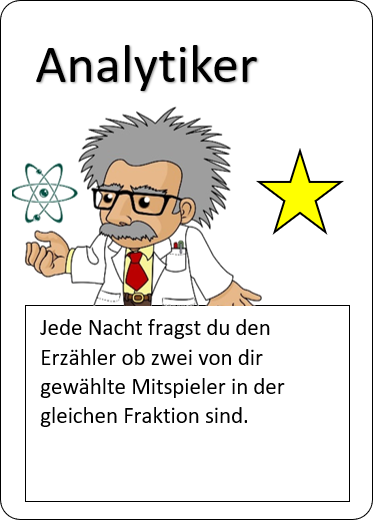 Analytiker
Jede Nacht fragst du den
Erzähler ob zwei von dir
gewählte Mitspieler in der
gleichen Fraktion sind.